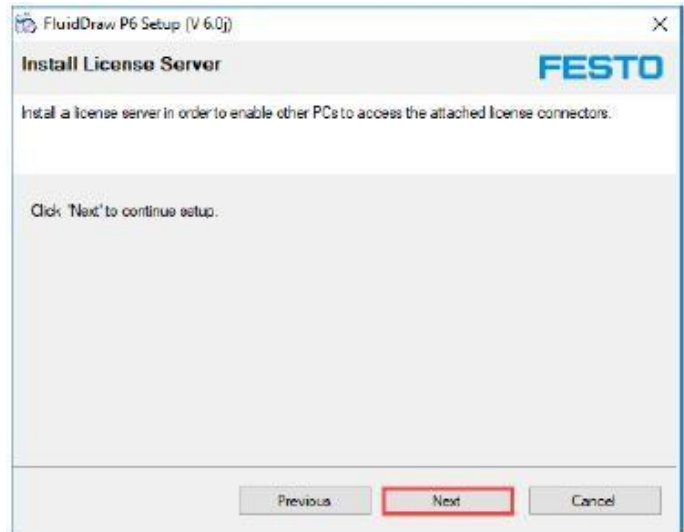 FluidDraw P6 Setup (V 6.0j)
Install License Server
FESTO
Install a license server in order to enable other PCs to access the attached license connectors.
Click 'Next' to continue setup.
Previous
Next
Cancel